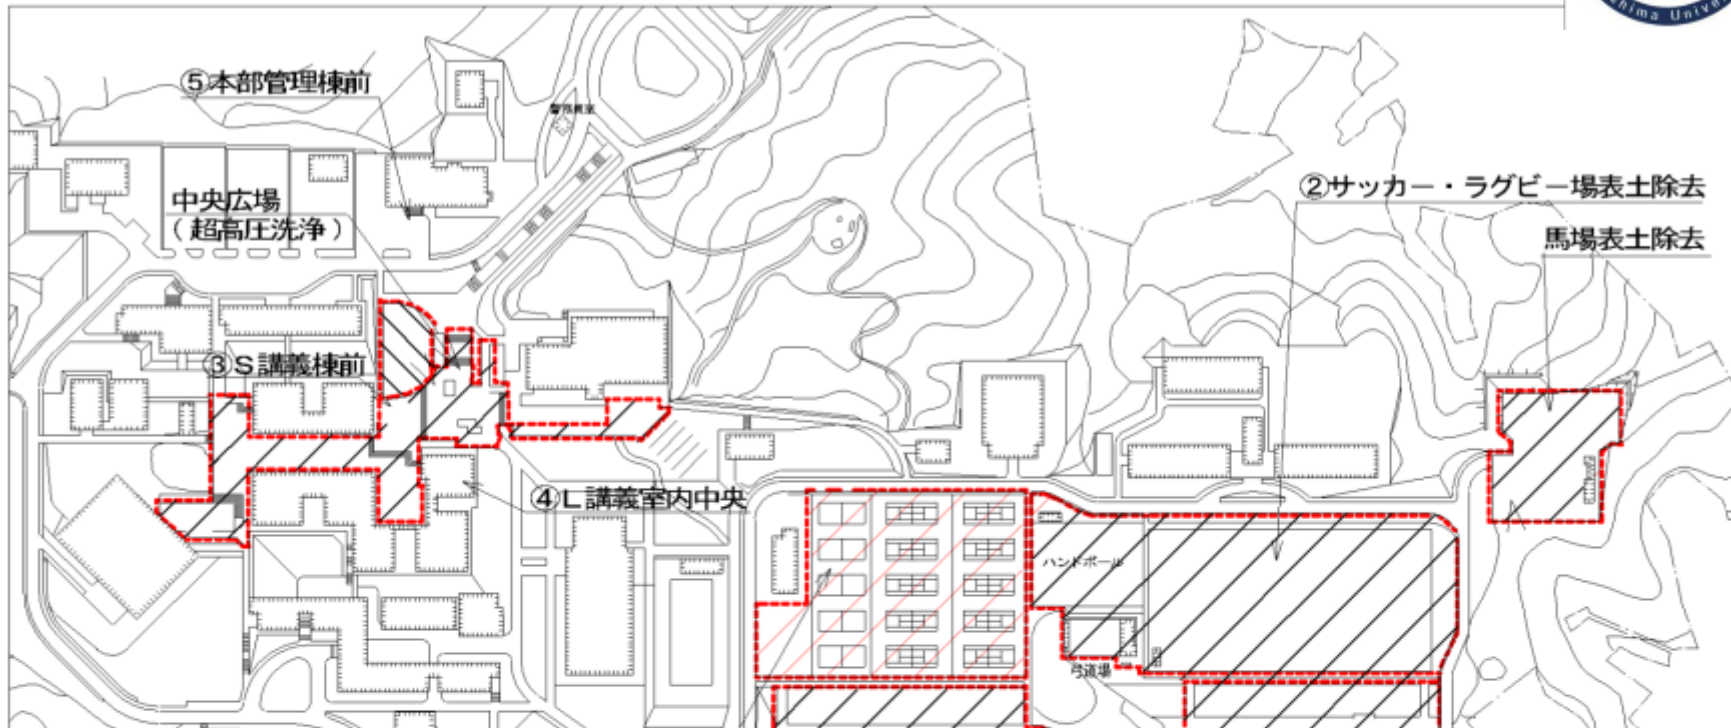 hima Unive
⑤本部管理棟前
中央広場
(超高圧洗浄)
②サッカー・ラグビー場表土除去
馬場表土除去
③S講義棟前
④L講義室内中央
ハンドボール
弓道場